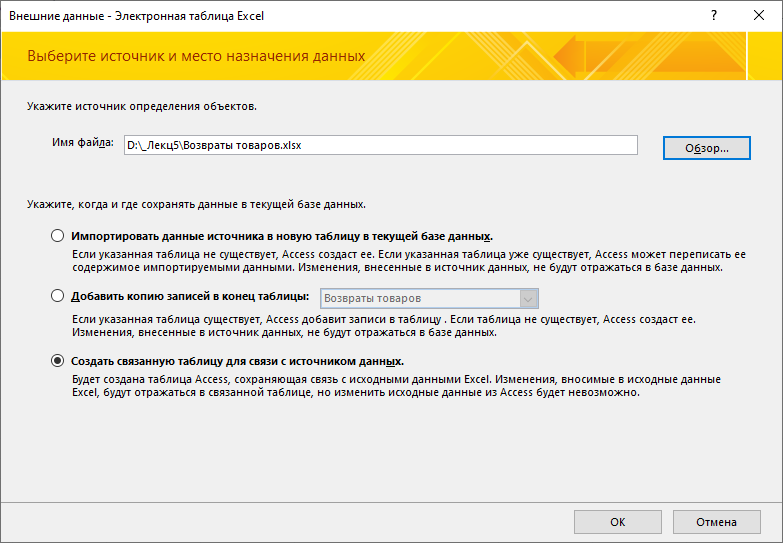 Внешние данные - Электронная таблица Excel
Выберите источник и место назначения данных
Укажите источник определения объектов.
Имя файла: D:\_Лекц5\Возвраты товаров.xlsx Обзор...
Укажите, когда и где сохранять данные в текущей базе данных.
Импортировать данные источника в новую таблицу в текущей базе данных.
Если указанная таблица не существует, Access создаст ее. Если указанная таблица уже существует, Access может переписать ее
содержимое импортируемыми данными. Изменения, внесенные в источник данных, не будут отражаться в базе данных.
Добавить копию записей в конец таблицы: Возвраты товаров
Если указанная таблица существует, Access добавит записи в таблицу . Если таблица не существует, Access создаст ее.
Изменения, внесенные в источник данных, не будут отражаться в базе данных.
Создать связанную таблицу для связи с источником данных.
Будет создана таблица Access, сохраняющая связь с исходными данными Excel. Изменения, вносимые в исходные данные
Excel, будут отражаться в связанной таблице, но изменить исходные данные из Access будет невозможно.
ОК Отмена